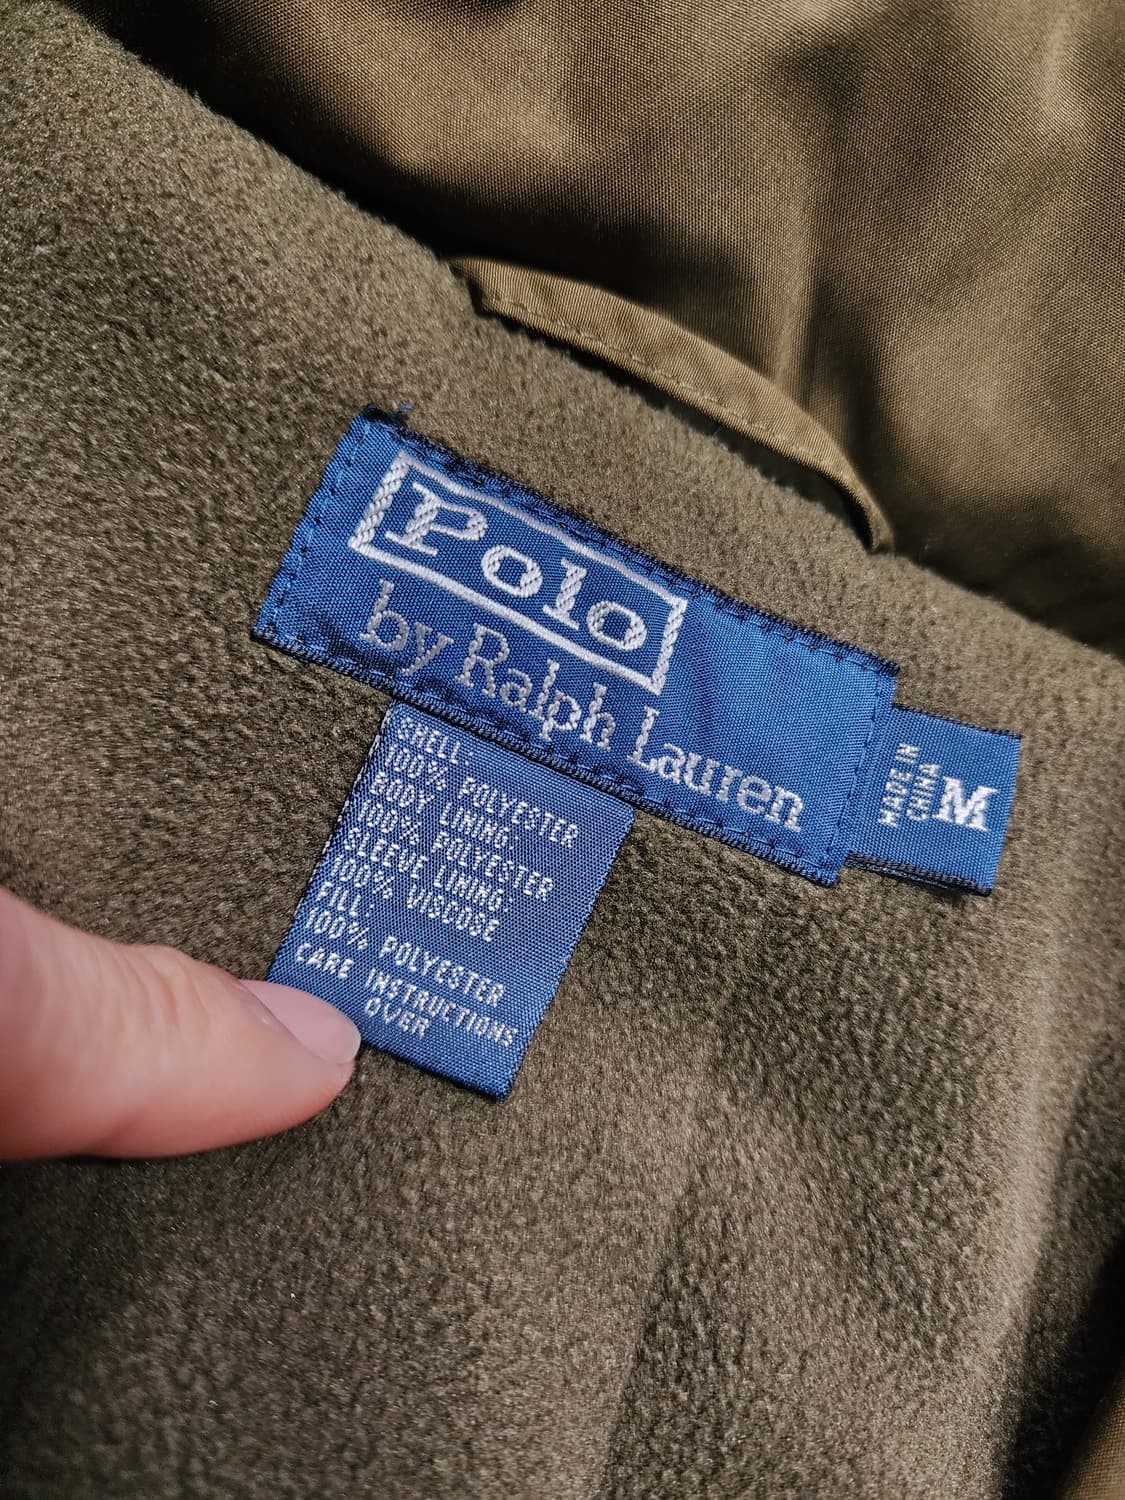 Polo
by Ralph Lauren
MADE IN
CHINA
M
SHELL:
100% POLYESTER
BODY LINING:
100% POLYESTER
SLEEVE LINING:
100% VISCOSE
FILL:
100% POLYESTER
CARE INSTRUCTIONS
OVER